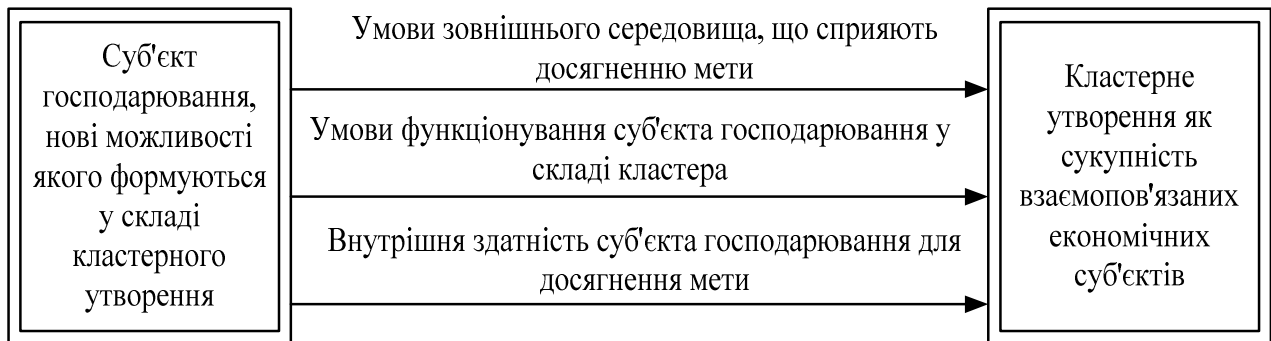 Суб'єкт
господарювання,
нові можливості
якого формуються
у складі
кластерного
утворення
Умови зовнішнього середовища, що сприяють
досягненню мети
Умови функціонування суб'єкта господарювання у
складі кластера
Внутрішня здатність суб'єкта господарювання для
досягнення мети
Кластерне
утворення як
сукупність
взаємопов'язаних
економічних
суб'єктів